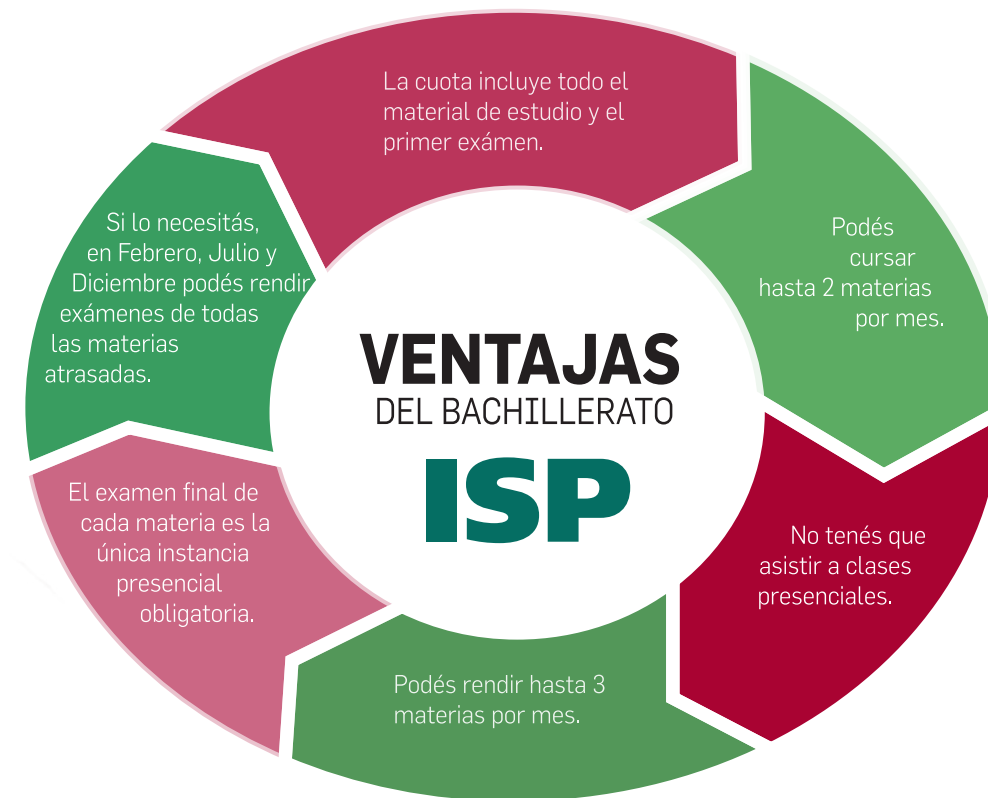 La cuota incluye todo el
material de estudio y el
primer exámen.
Podés
cursar
hasta 2 materias
por mes.
No tenés que
asistir a clases
presenciales.
Podés rendir hasta 3
materias por mes.
El examen final de
cada materia es la
única instancia
presencial
obligatoria.
Si lo necesitás,
en Febrero, Julio y
Diciembre podés rendir
exámenes de todas
las materias
atrasadas.
VENTAJAS
DEL BACHILLERATO
ISP